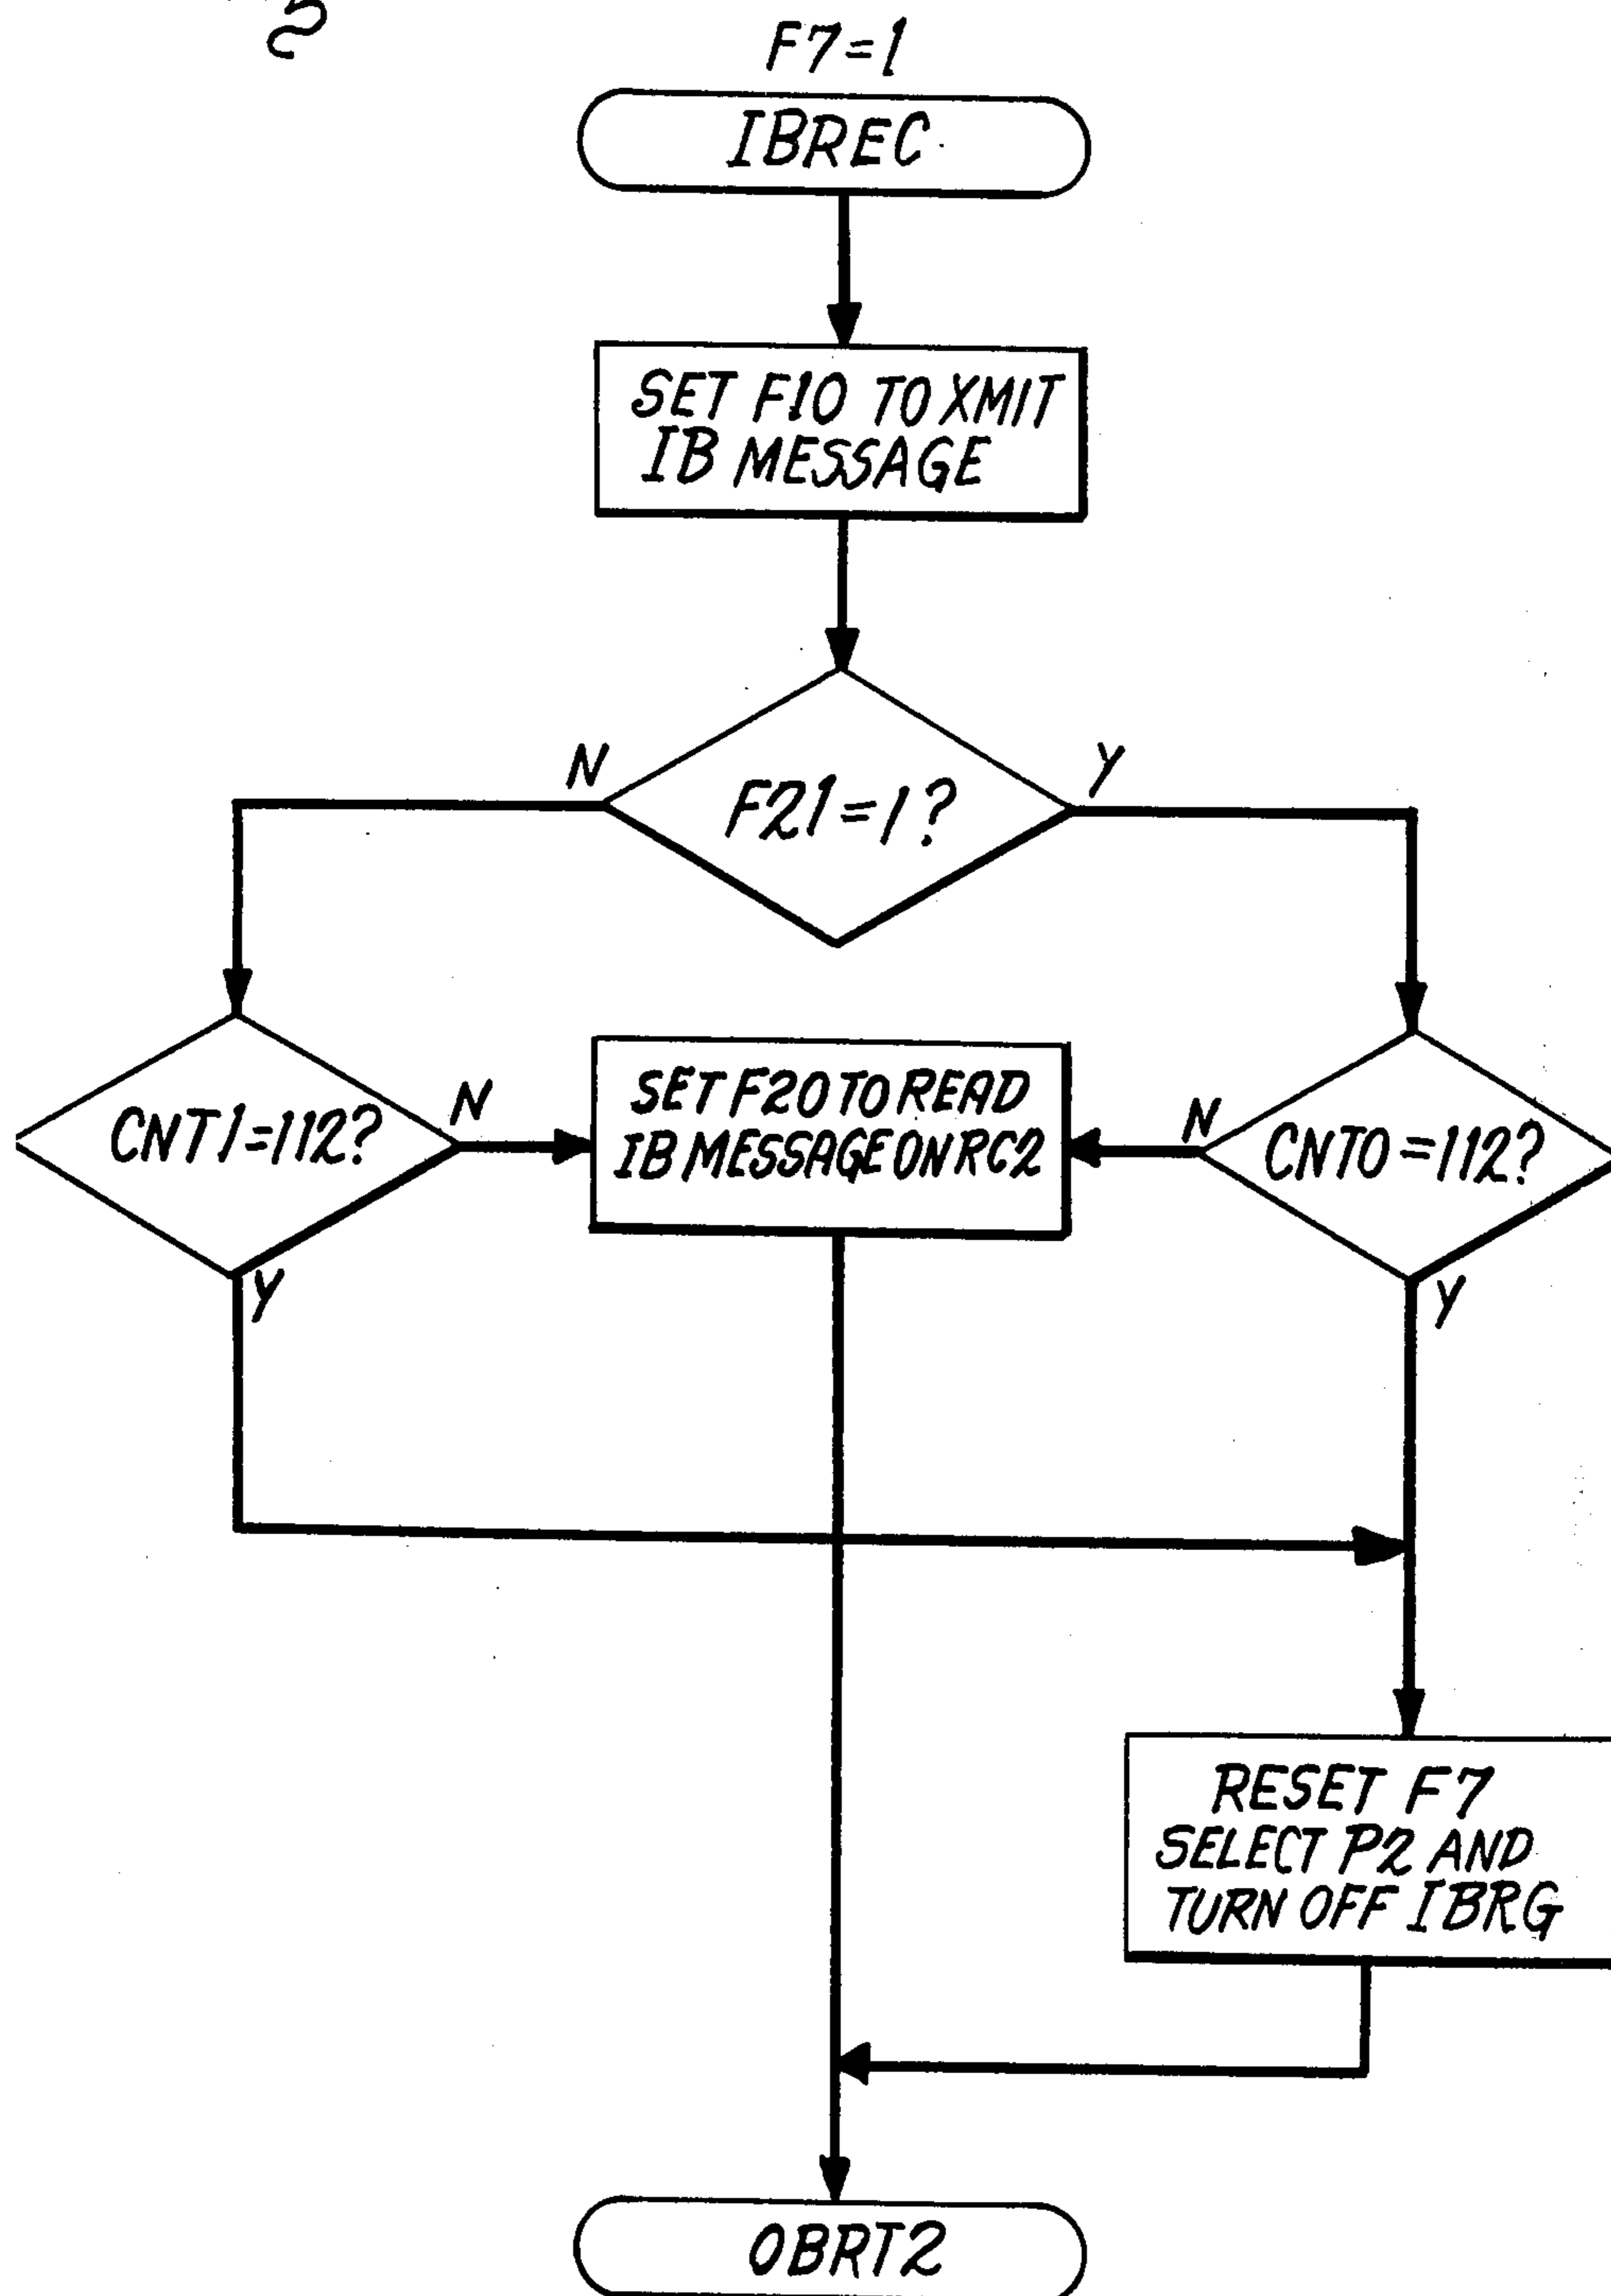 F7=1
IBREC
SET F10 TO XMIT
IB MESSAGE
N
Y
F21=1?
CNT1=112?
N
SET F20 TO READ
IB MESSAGE ON RC2
N
CNT0=112?
Y
Y
RESET F7
SELECT P2 AND
TURN OFF IBRG
OBRT2